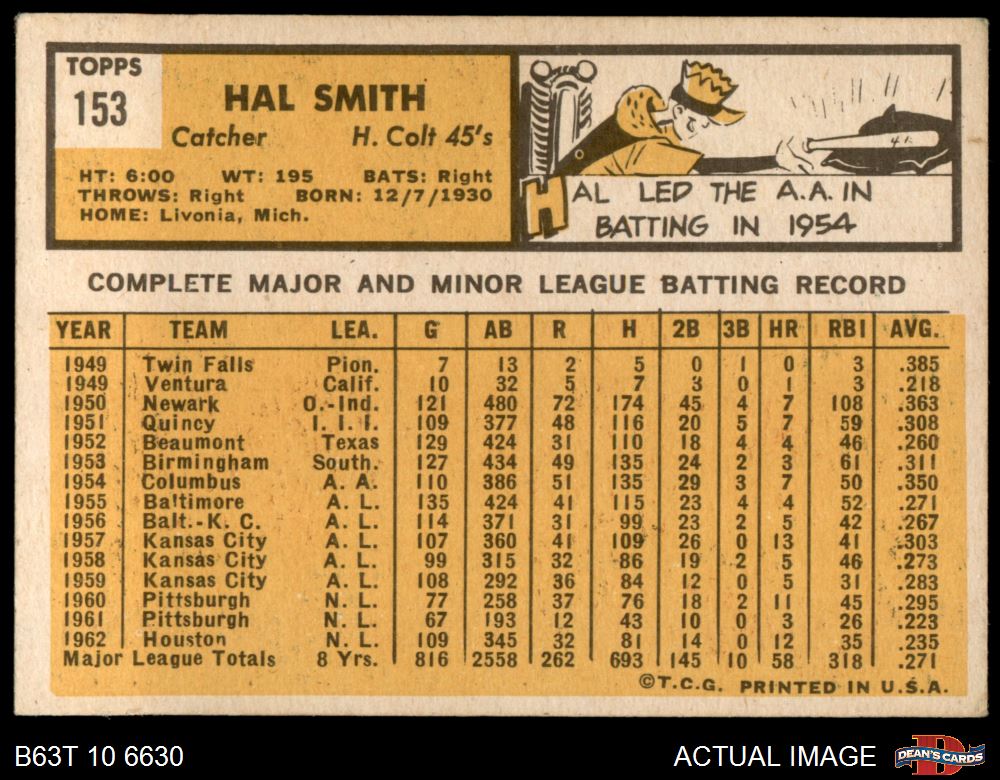 TOPPS
153
HAL SMITH
Catcher H. Colt 45's
HT: 6:00 WT: 195 BATS: Right
THROWS: Right BORN: 12/7/1930
HOME: Livonia, Mich.
HAL LED THE A.A. IN
BATTING IN 1954
COMPLETE MAJOR AND MINOR LEAGUE BATTING RECORD
YEAR TEAM LEA. G AB R H 2B 3B HR RBI AVG.
1949 Twin Falls Pion. 7 13 2 5 0 1 0 3 .385
1949 Ventura Calif. 10 32 5 7 3 0 1 3 .218
1950 Newark O.-Ind. 121 480 72 174 45 4 7 108 .363
1951 Quincy I. I. I. 109 377 48 116 20 5 7 59 .308
1952 Beaumont Texas 129 424 31 110 18 4 4 46 .260
1953 Birmingham South. 127 434 49 135 24 2 3 61 .311
1954 Columbus A. A. 110 386 51 135 29 3 7 50 .350
1955 Baltimore A. L. 135 424 41 115 23 4 4 52 .271
1956 Balt.-K. C. A. L. 114 371 31 99 23 2 5 42 .267
1957 Kansas City A. L. 107 360 41 109 26 0 13 41 .303
1958 Kansas City A. L. 99 315 32 86 19 2 5 46 .273
1959 Kansas City A. L. 108 292 36 84 12 0 5 31 .283
1960 Pittsburgh N. L. 77 258 37 76 18 2 11 45 .295
1961 Pittsburgh N. L. 67 193 12 43 10 0 3 26 .223
1962 Houston N. L. 109 345 32 81 14 0 12 35 .235
Major League Totals 8 Yrs. 816 2558 262 693 145 10 58 318 .271
©T.C.G. PRINTED IN U.S.A.
B63T 10 6630 ACTUAL IMAGE DEAN'S CARDS